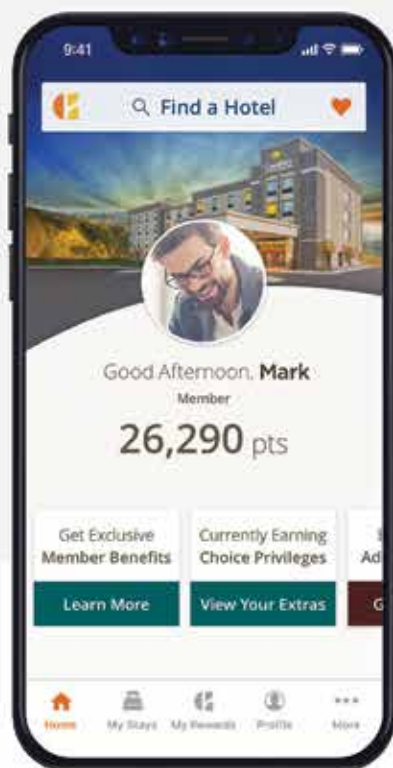 9:41
Find a Hotel
Good Afternoon, Mark
Member
26,290 pts
Get Exclusive
Member Benefits
Learn More
Currently Earning
Choice Privileges
View Your Extras
Ad
G
Home
My Stays
My Rewards
Profile
More